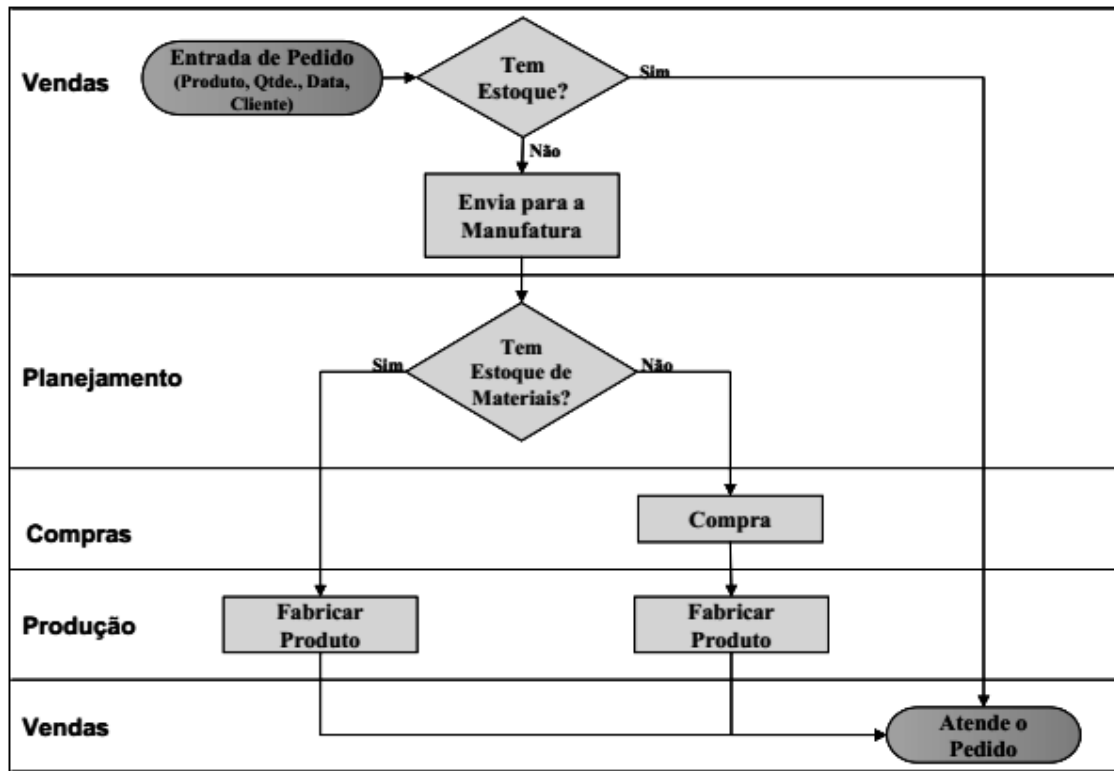 Vendas
Entrada de Pedido
(Produto, Qtde., Data,
Cliente)
Tem
Estoque?
Sim
Não
Envia para a
Manufatura
Planejamento
Sim
Tem
Estoque de
Materiais?
Não
Compras
Compra
Produção
Fabricar
Produto
Fabricar
Produto
Vendas
Atende o
Pedido